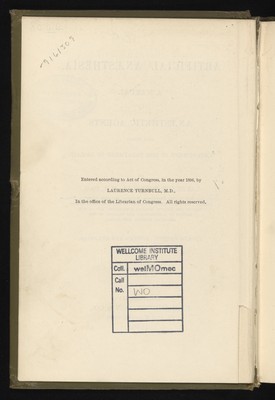 Entered according to Act of Congress, in the year by
LAURENCE TURNBULL, M.D.,
In the office of the Librarian of Congress. All rights reserved.
WELLCOME INSTITUTE
LIBRARY
Coll. welMOmec
Call
No. WO